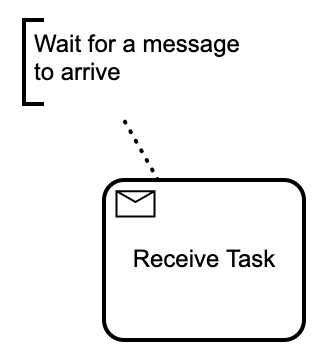 Wait for a message
to arrive
Receive Task